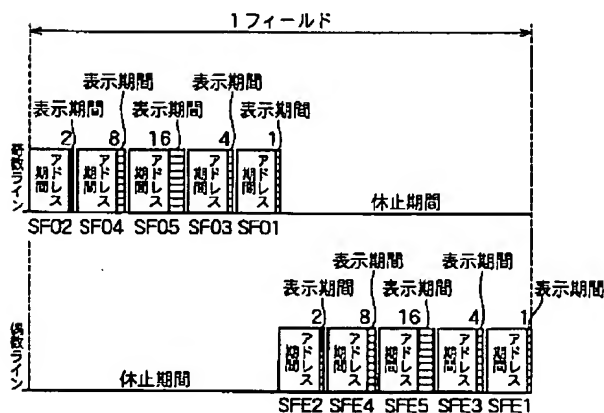 1フィールド
表示期間 表示期間
表示期間 表示期間 表示期間
2 8 16 4 1
奇数ライン
アドレス期間 アドレス期間 アドレス期間 アドレス期間 アドレス期間
休止期間
SFO2 SFO4 SFO5 SFO3 SFO1
表示期間 表示期間
表示期間 表示期間 表示期間
2 8 16 4 1
偶数ライン
アドレス期間 アドレス期間 アドレス期間 アドレス期間 アドレス期間
休止期間
SFE2 SFE4 SFE5 SFE3 SFE1